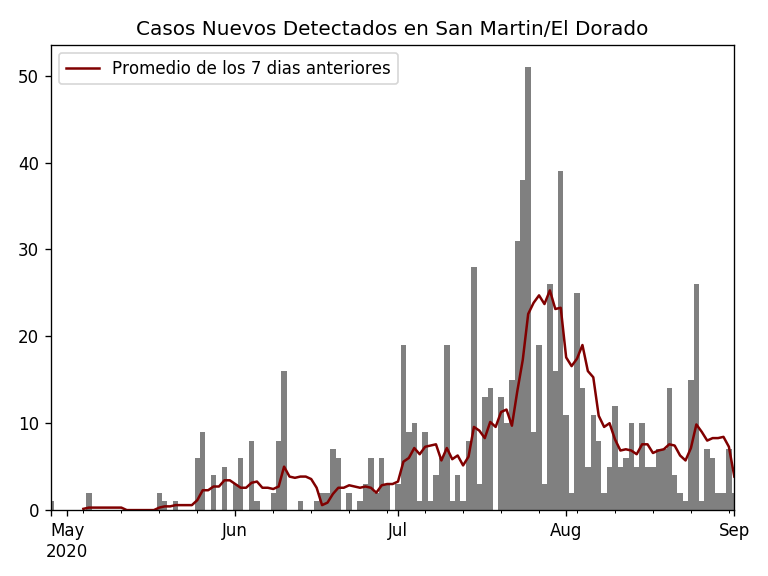 Casos Nuevos Detectados en San Martin/El Dorado
Promedio de los 7 dias anteriores
50
40
30
20
10
0
May Jun Jul Aug Sep
2020